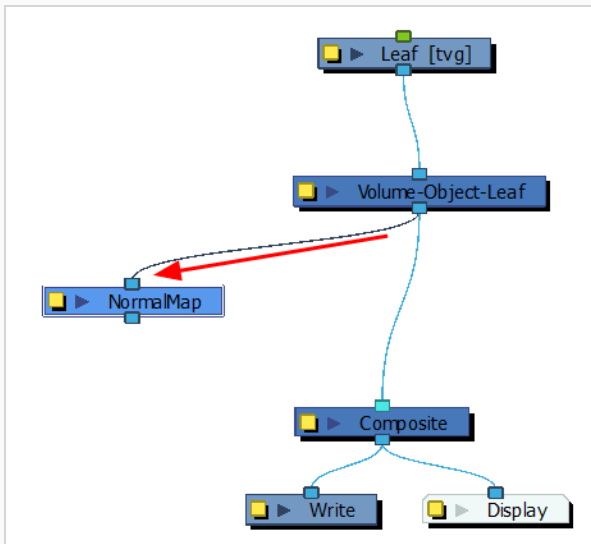 Leaf [tvg]
Volume-Object-Leaf
NormalMap
Composite
Write
Display